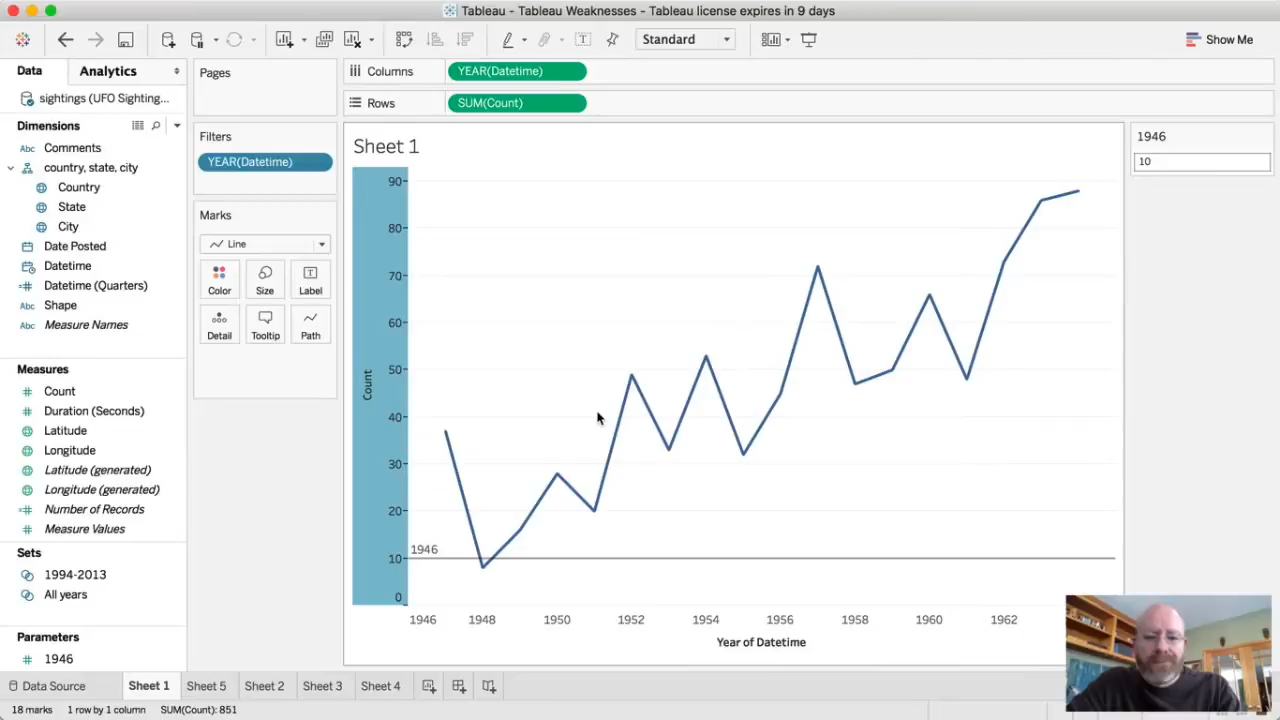 Tableau - Tableau Weaknesses - Tableau license expires in 9 days
Standard
Show Me
Data
Analytics
sightings (UFO Sighting...
Dimensions
Abc Comments
country, state, city
Country
State
City
Date Posted
Datetime
Datetime (Quarters)
Abc Shape
Abc Measure Names
Measures
Count
Duration (Seconds)
Latitude
Longitude
Latitude (generated)
Longitude (generated)
Number of Records
Measure Values
Sets
1994-2013
All years
Parameters
1946
Pages
Filters
YEAR(Datetime)
Marks
Line
Color
Size
Label
Detail
Tooltip
Path
Columns
YEAR(Datetime)
Rows
SUM(Count)
Sheet 1
90
80
70
60
50
40
30
20
10
0
Count
1946
1946 1948 1950 1952 1954 1956 1958 1960 1962
Year of Datetime
1946
10
Data Source
Sheet 1
Sheet 5
Sheet 2
Sheet 3
Sheet 4
18 marks 1 row by 1 column SUM(Count): 851